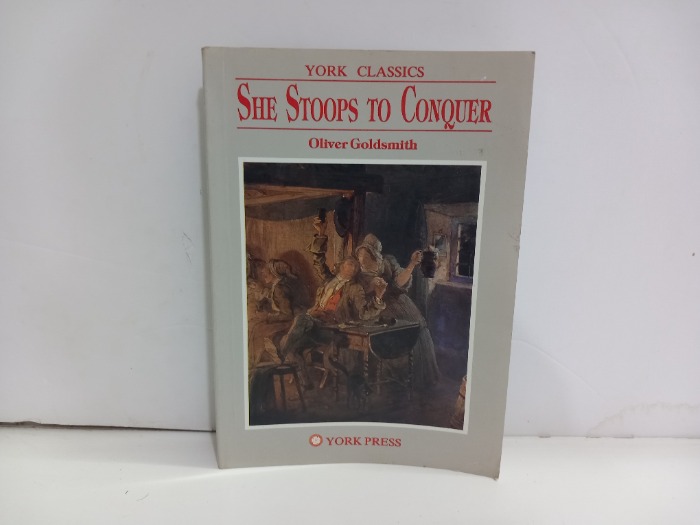 YORK CLASSICS
SHE STOOPS TO CONQUER
Oliver Goldsmith
YORK PRESS